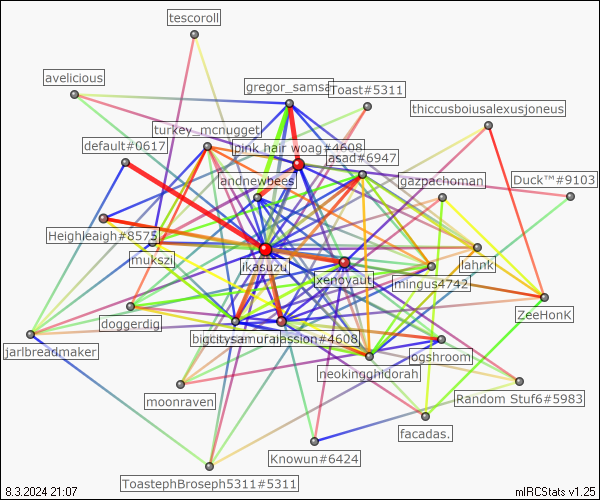 tescoroll
avelicious
gregor_samsa
Toast#5311
thiccusboiusalexusjoneus
turkey_mcnugget
default#0617
pink hair woag#4608
asad#6947
andnewbees
gazpachoman
Duck™#9103
Heighleaigh#8575
mukszi
ikasuzu
xenovaut
lahnK
mingus4742
doggerdig
ZeeHonK
bigcitysamuraiassion#4608
jarlbreadmaker
ogshroom
neokingghidorah
moonraven
Random Stuf6#5983
facadas.
Knowun#6424
ToastephBroseph5311#5311
8.3.2024 21:07
mIRCStats v1.25